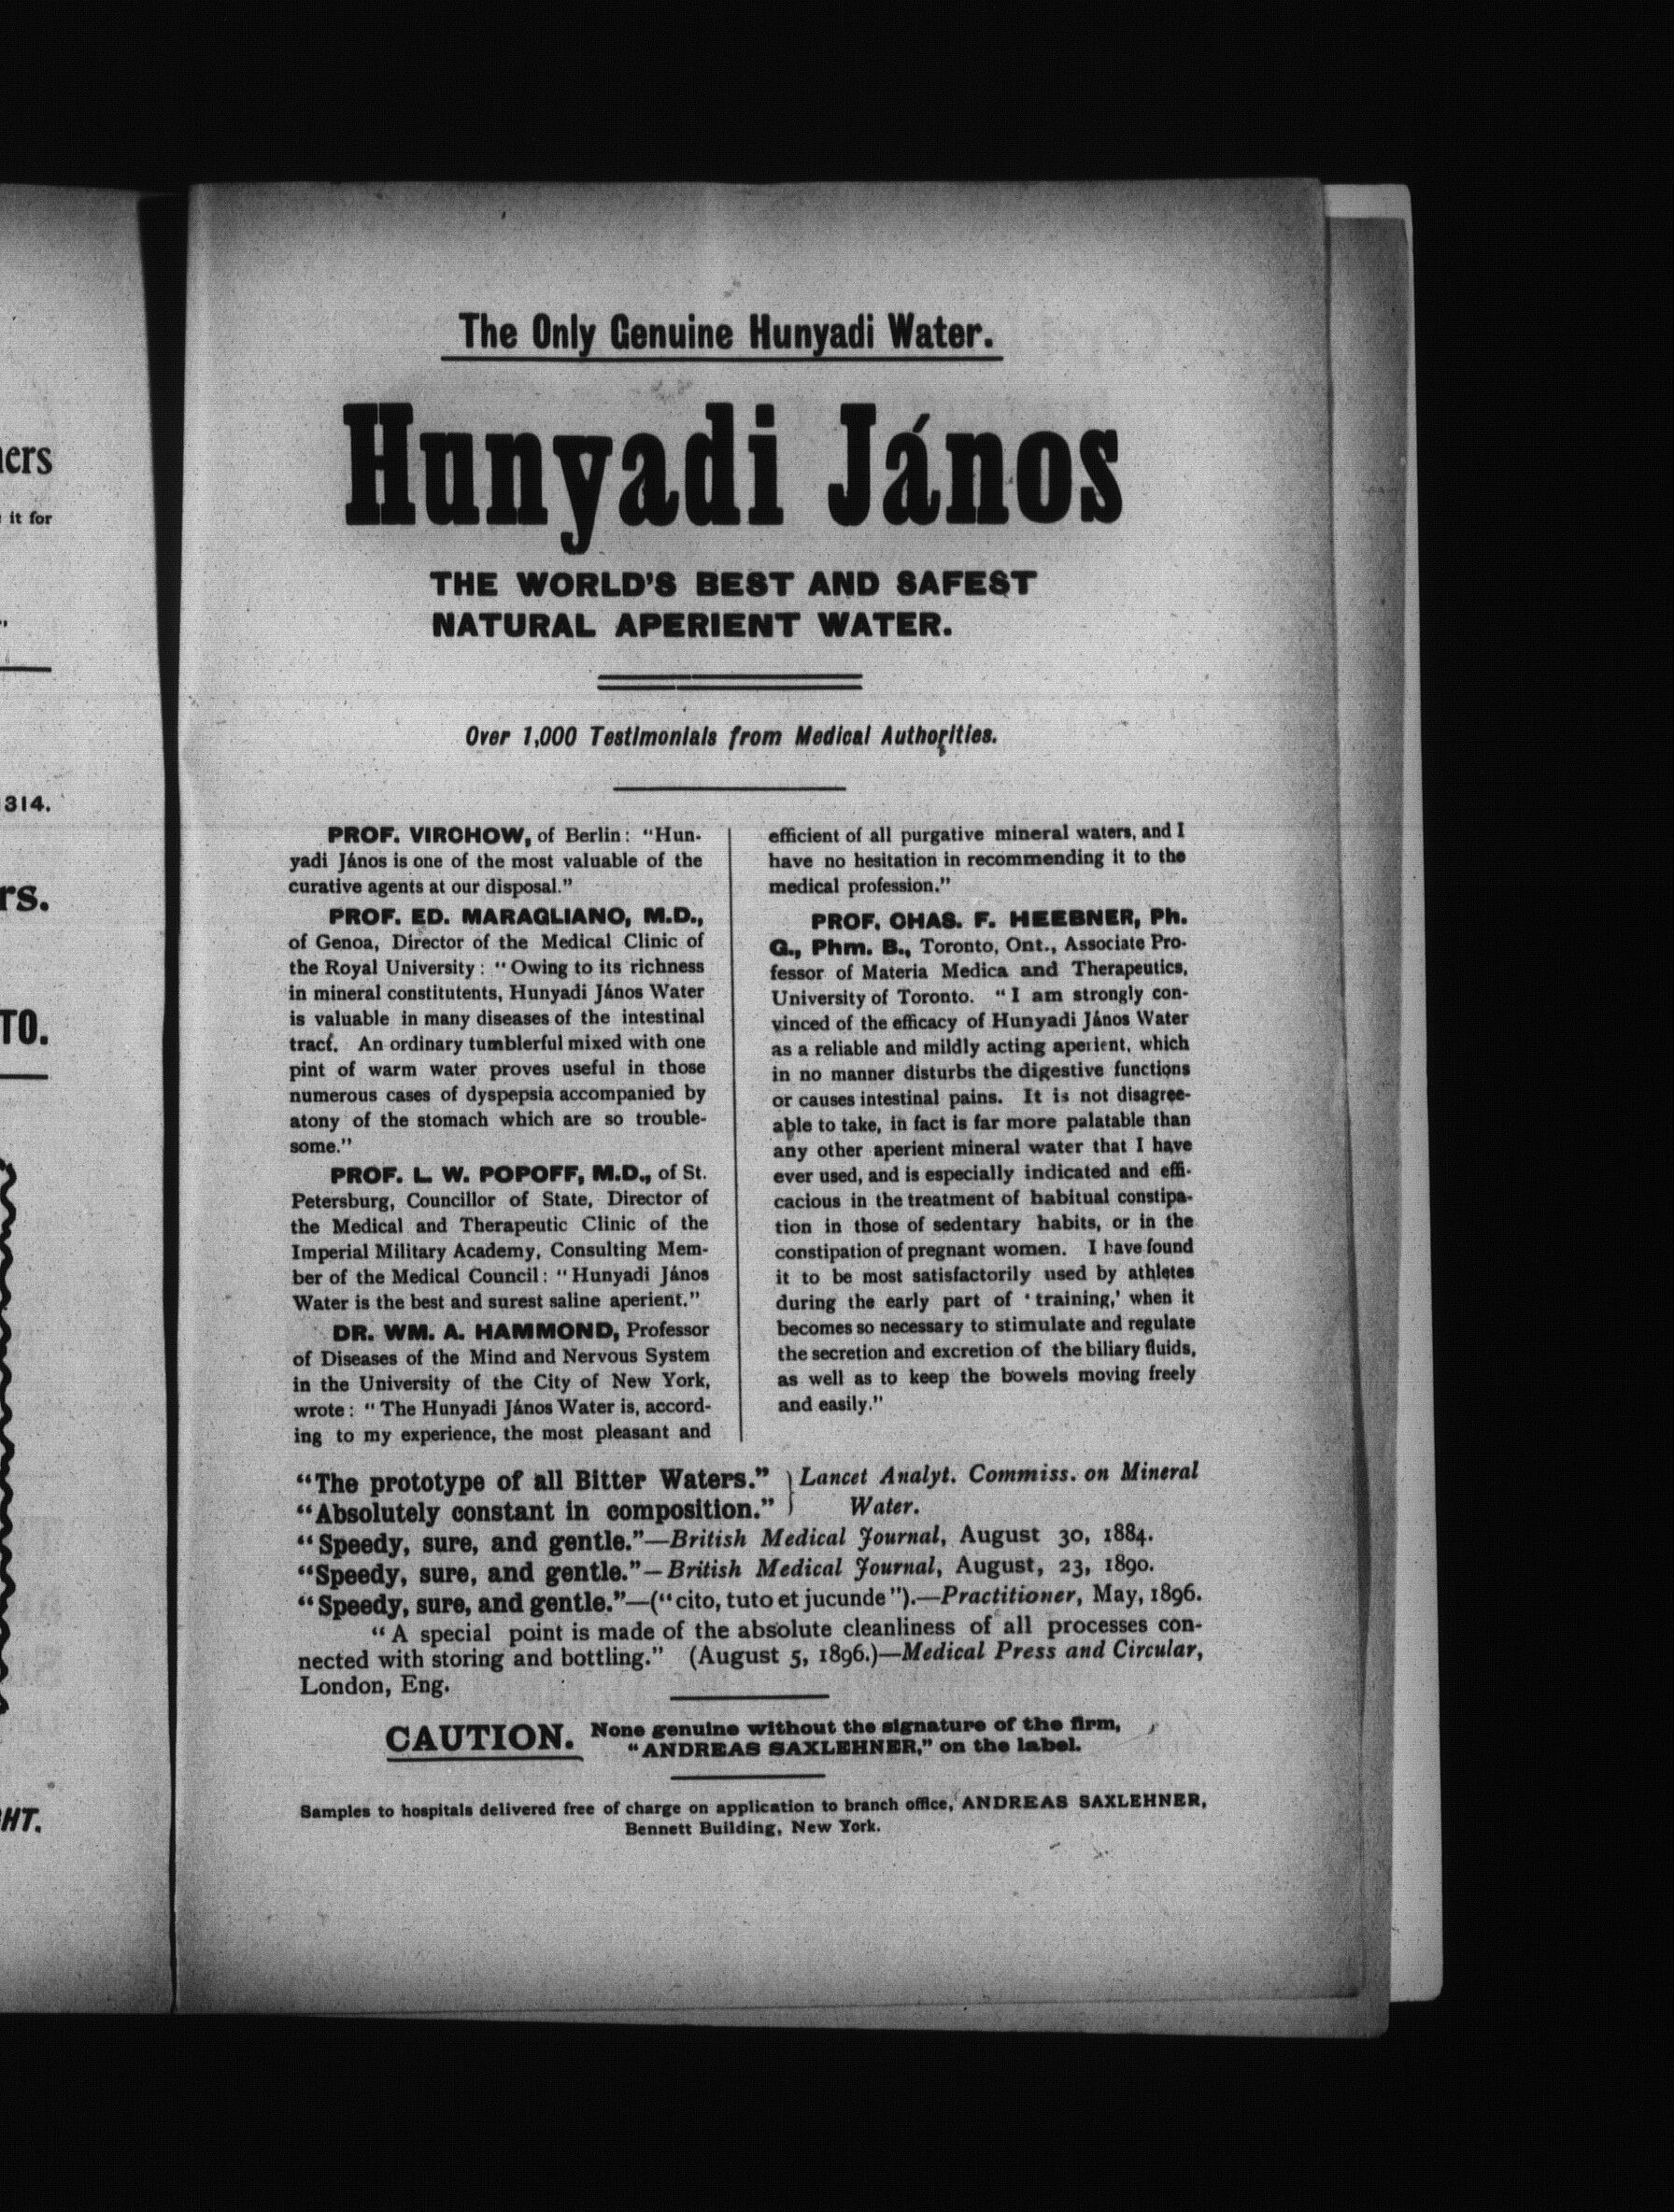 ers
it for
"
314.
rs.
TO.
HT.
The Only Genuine Hunyadi Water.
Hunyadi János
THE WORLD'S BEST AND SAFEST
NATURAL APERIENT WATER.
Over 1,000 Testimonials from Medical Authorities.
PROF. VIRCHOW, of Berlin: "Hun-
yadi János is one of the most valuable of the
curative agents at our disposal."
PROF. ED. MARAGLIANO, M.D.,
of Genoa, Director of the Medical Clinic of
the Royal University: "Owing to its richness
in mineral constitutents, Hunyadi János Water
is valuable in many diseases of the intestinal
tract. An ordinary tumblerful mixed with one
pint of warm water proves useful in those
numerous cases of dyspepsia accompanied by
atony of the stomach which are so trouble-
some."
PROF. L. W. POPOFF, M.D., of St.
Petersburg, Councillor of State, Director of
the Medical and Therapeutic Clinic of the
Imperial Military Academy, Consulting Mem-
ber of the Medical Council: "Hunyadi János
Water is the best and surest saline aperient."
DR. WM. A. HAMMOND, Professor
of Diseases of the Mind and Nervous System
in the University of the City of New York,
wrote: "The Hunyadi János Water is, accord-
ing to my experience, the most pleasant and
efficient of all purgative mineral waters, and I
have no hesitation in recommending it to the
medical profession."
PROF. CHAS. F. HEEBNER, Ph.
G., Phm. B., Toronto, Ont., Associate Pro-
fessor of Materia Medica and Therapeutics,
University of Toronto. "I am strongly con-
vinced of the efficacy of Hunyadi János Water
as a reliable and mildly acting aperient, which
in no manner disturbs the digestive functions
or causes intestinal pains. It is not disagree-
able to take, in fact is far more palatable than
any other aperient mineral water that I have
ever used, and is especially indicated and effi-
cacious in the treatment of habitual constipa-
tion in those of sedentary habits, or in the
constipation of pregnant women. I have found
it to be most satisfactorily used by athletes
during the early part of 'training,' when it
becomes so necessary to stimulate and regulate
the secretion and excretion of the biliary fluids,
as well as to keep the bowels moving freely
and easily."
"The prototype of all Bitter Waters." } Lancet Analyt. Commiss. on Mineral
"Absolutely constant in composition." } Water.
"Speedy, sure, and gentle."—British Medical Journal, August 30, 1884.
"Speedy, sure, and gentle."—British Medical Journal, August, 23, 1890.
"Speedy, sure, and gentle."—("cito, tuto et jucunde").—Practitioner, May, 1896.
"A special point is made of the absolute cleanliness of all processes con-
nected with storing and bottling." (August 5, 1896.)—Medical Press and Circular,
London, Eng.
CAUTION. None genuine without the signature of the firm,
"ANDREAS SAXLEHNER," on the label.
Samples to hospitals delivered free of charge on application to branch office, ANDREAS SAXLEHNER,
Bennett Building, New York.